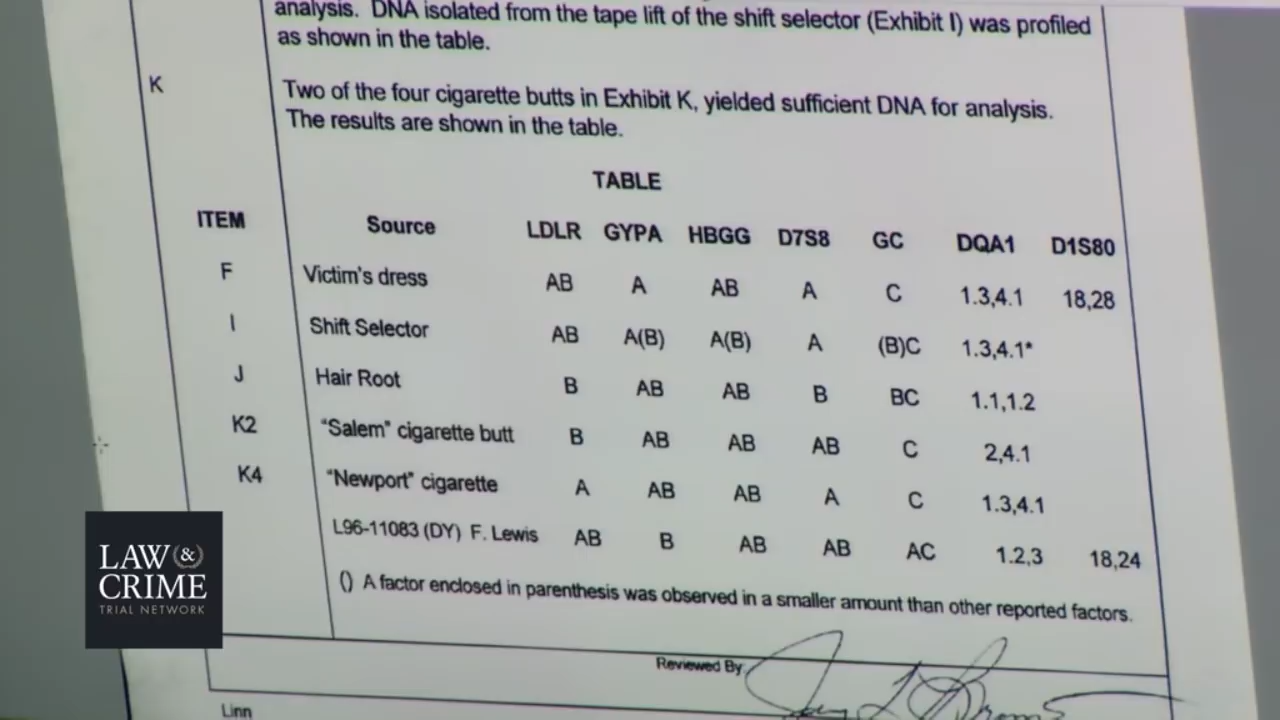 analysis. DNA isolated from the tape lift of the shift selector (Exhibit I) was profiled
as shown in the table.
K Two of the four cigarette butts in Exhibit K, yielded sufficient DNA for analysis.
The results are shown in the table.
TABLE
ITEM Source LDLR GYPA HBGG D7S8 GC DQA1 D1S80
F Victim's dress AB A AB A C 1.3,4.1 18,28
I Shift Selector AB A(B) A(B) A (B)C 1.3,4.1*
J Hair Root B AB AB B BC 1.1,1.2
K2 "Salem" cigarette butt B AB AB AB C 2,4.1
K4 "Newport" cigarette A AB AB A C 1.3,4.1
L96-11083 (DY) F. Lewis AB B AB AB AC 1.2,3 18,24
() A factor enclosed in parenthesis was observed in a smaller amount than other reported factors.
Reviewed By
Linn
LAW &
CRIME
TRIAL NETWORK